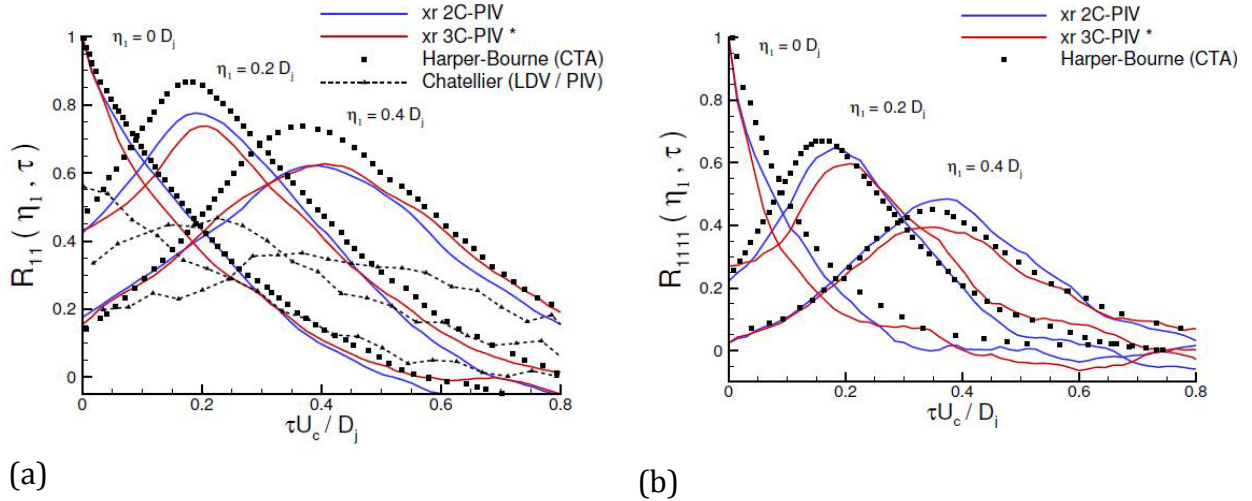 xr 2C-PIV
xr 3C-PIV *
Harper-Bourne (CTA)
Chatellier (LDV / PIV)
η₁ = 0 Dⱼ
η₁ = 0.2 Dⱼ
η₁ = 0.4 Dⱼ
R₁₁₁ ( η₁ , τ )
1
0.8
0.6
0.4
0.2
0
0
0.2
0.4
0.6
0.8
τU_c / Dⱼ
(a)
xr 2C-PIV
xr 3C-PIV *
Harper-Bourne (CTA)
η₁ = 0 Dⱼ
η₁ = 0.2 Dⱼ
η₁ = 0.4 Dⱼ
R₁₁₁₁ ( η₁ , τ )
1
0.8
0.6
0.4
0.2
0
0
0.2
0.4
0.6
0.8
τU_c / Dⱼ
(b)